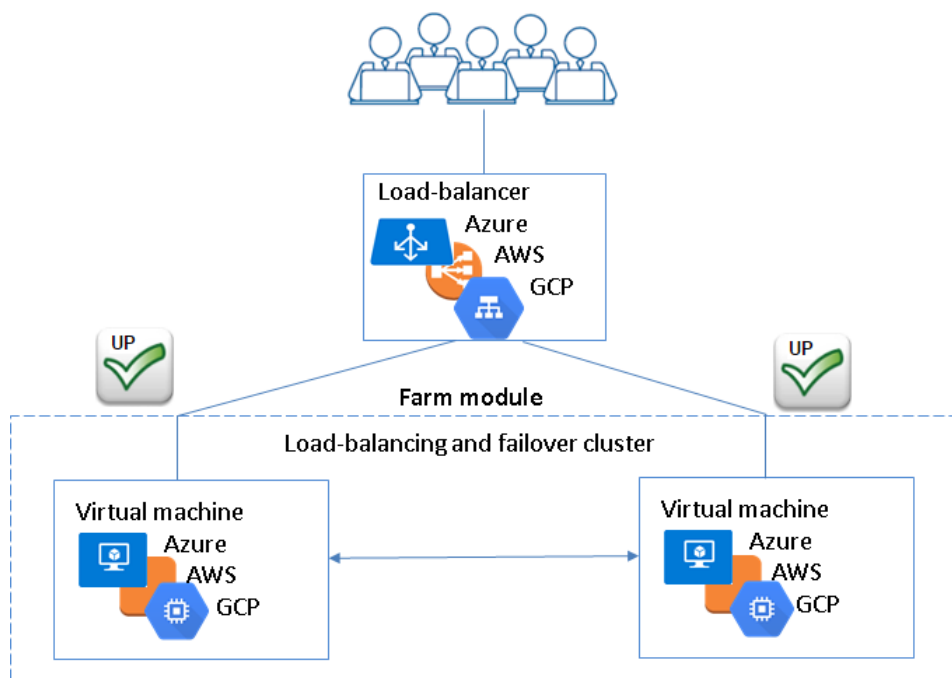 Load-balancer
Azure
AWS
GCP
UP
UP
Farm module
Load-balancing and failover cluster
Virtual machine
Azure
AWS
GCP
Virtual machine
Azure
AWS
GCP